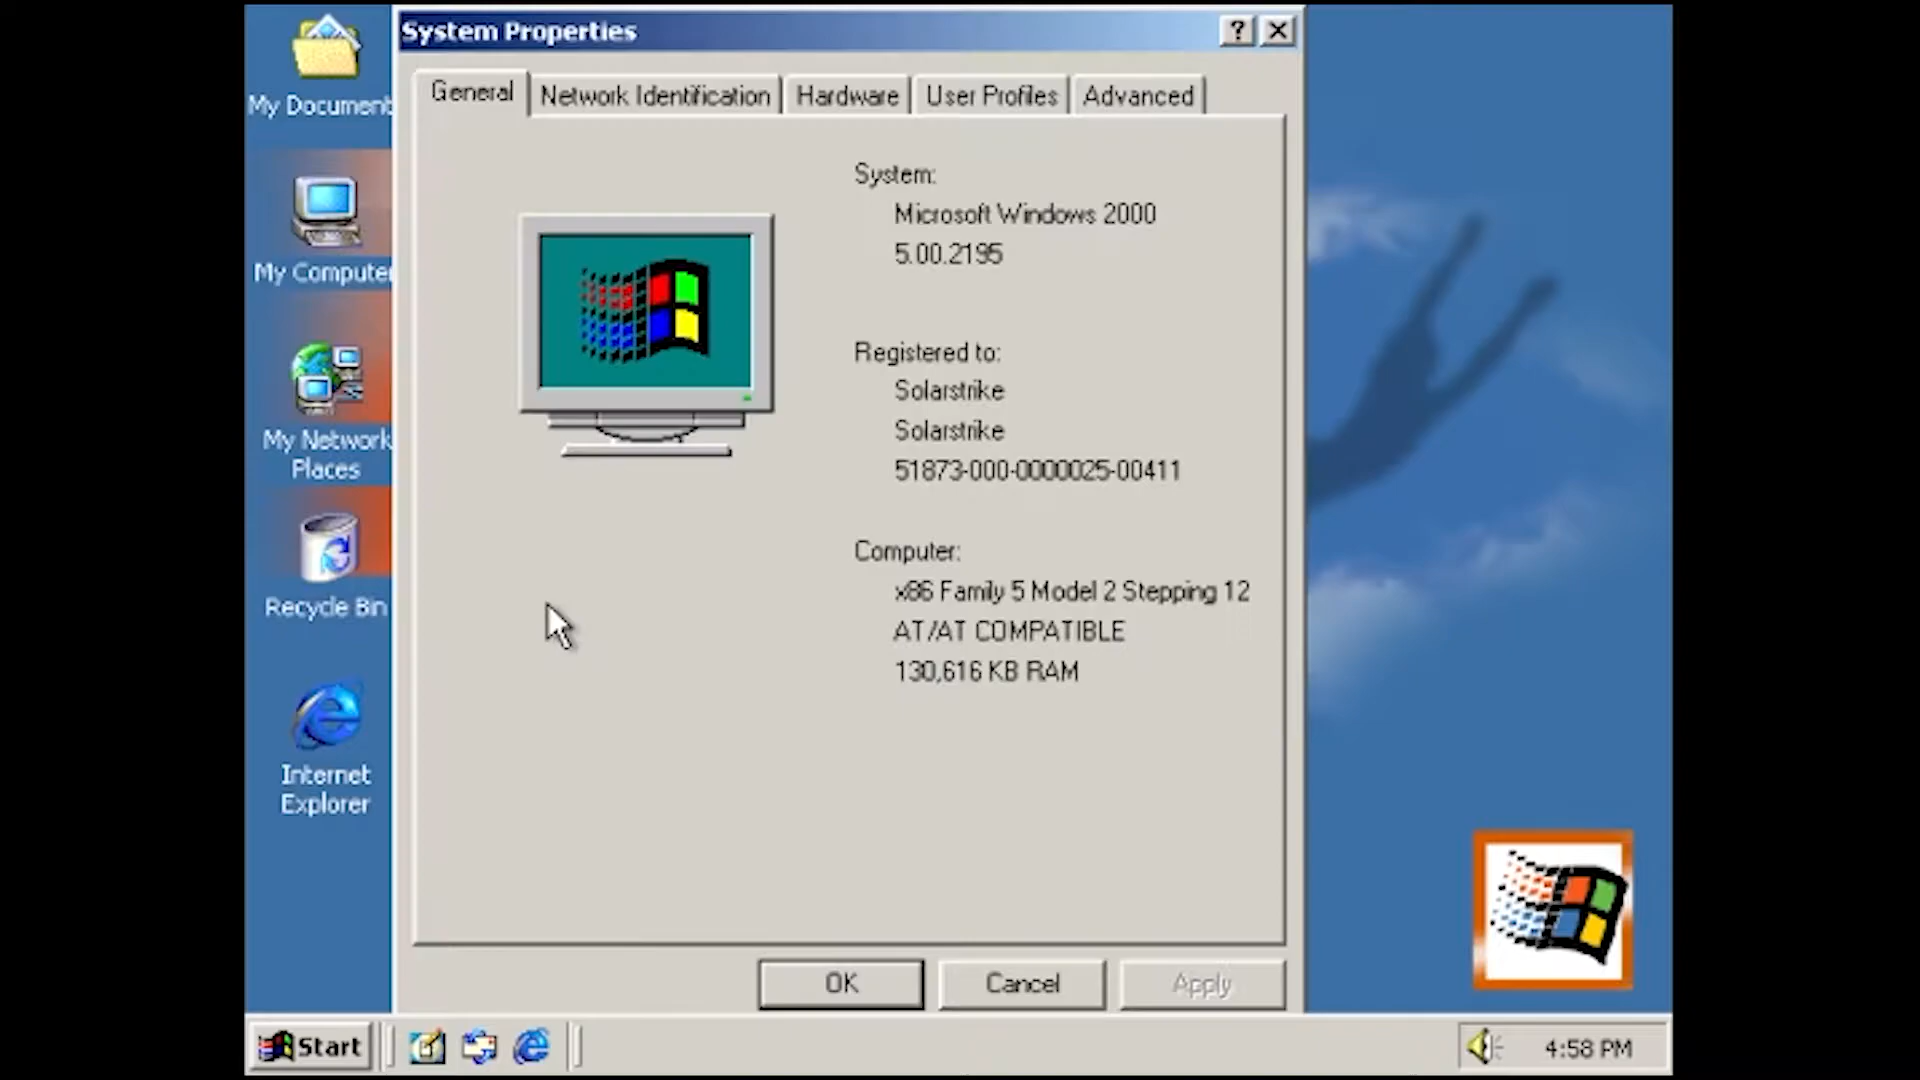 My Document
My Computer
My Network
Places
Recycle Bin
Internet
Explorer
System Properties
General
Network Identification
Hardware
User Profiles
Advanced
System:
Microsoft Windows 2000
5.00.2195
Registered to:
Solarstrike
Solarstrike
51873-000-0000025-00411
Computer:
x86 Family 5 Model 2 Stepping 12
AT/AT COMPATIBLE
130,616 KB RAM
OK
Cancel
Apply
Start
4:58 PM